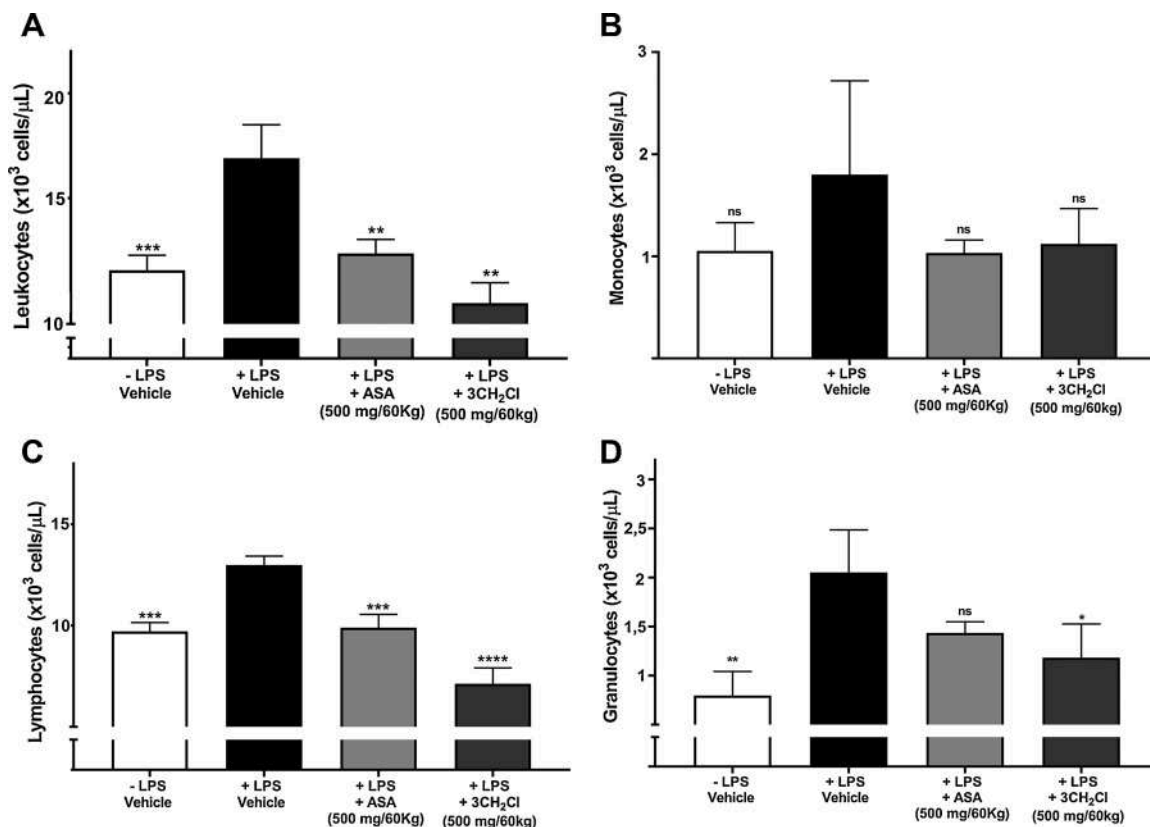 A
Leukocytes (x10³ cells/µL)
20
15
10
***
**
**
- LPS
Vehicle
+ LPS
Vehicle
+ LPS
+ ASA
(500 mg/60Kg)
+ LPS
+ 3CH₂Cl
(500 mg/60kg)
B
Monocytes (x10³ cells/µL)
3
2
1
ns
ns
ns
- LPS
Vehicle
+ LPS
Vehicle
+ LPS
+ ASA
(500 mg/60Kg)
+ LPS
+ 3CH₂Cl
(500 mg/60kg)
C
Lymphocytes (x10³ cells/µL)
15
10
***
***
****
- LPS
Vehicle
+ LPS
Vehicle
+ LPS
+ ASA
(500 mg/60Kg)
+ LPS
+ 3CH₂Cl
(500 mg/60kg)
D
Granulocytes (x10³ cells/µL)
3
2,5
2
1,5
1
**
ns
*
- LPS
Vehicle
+ LPS
Vehicle
+ LPS
+ ASA
(500 mg/60Kg)
+ LPS
+ 3CH₂Cl
(500 mg/60kg)